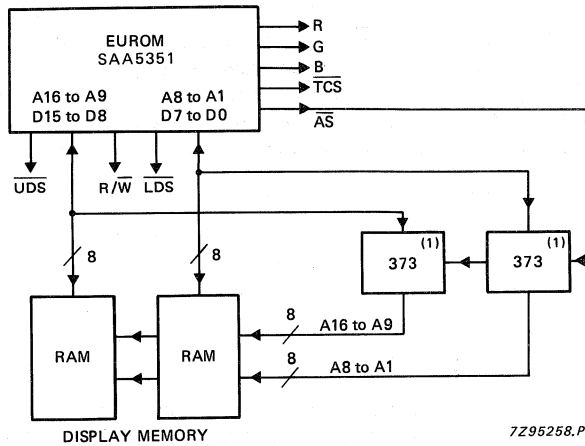 EUROM
SAA5351
A16 to A9 A8 to A1
D15 to D8 D7 to D0
R
G
B
TCS
AS
UDS R/W LDS
8 8
(1) (1)
373 373
8
A16 to A9
8
A8 to A1
RAM RAM
DISPLAY MEMORY
7Z95258.P